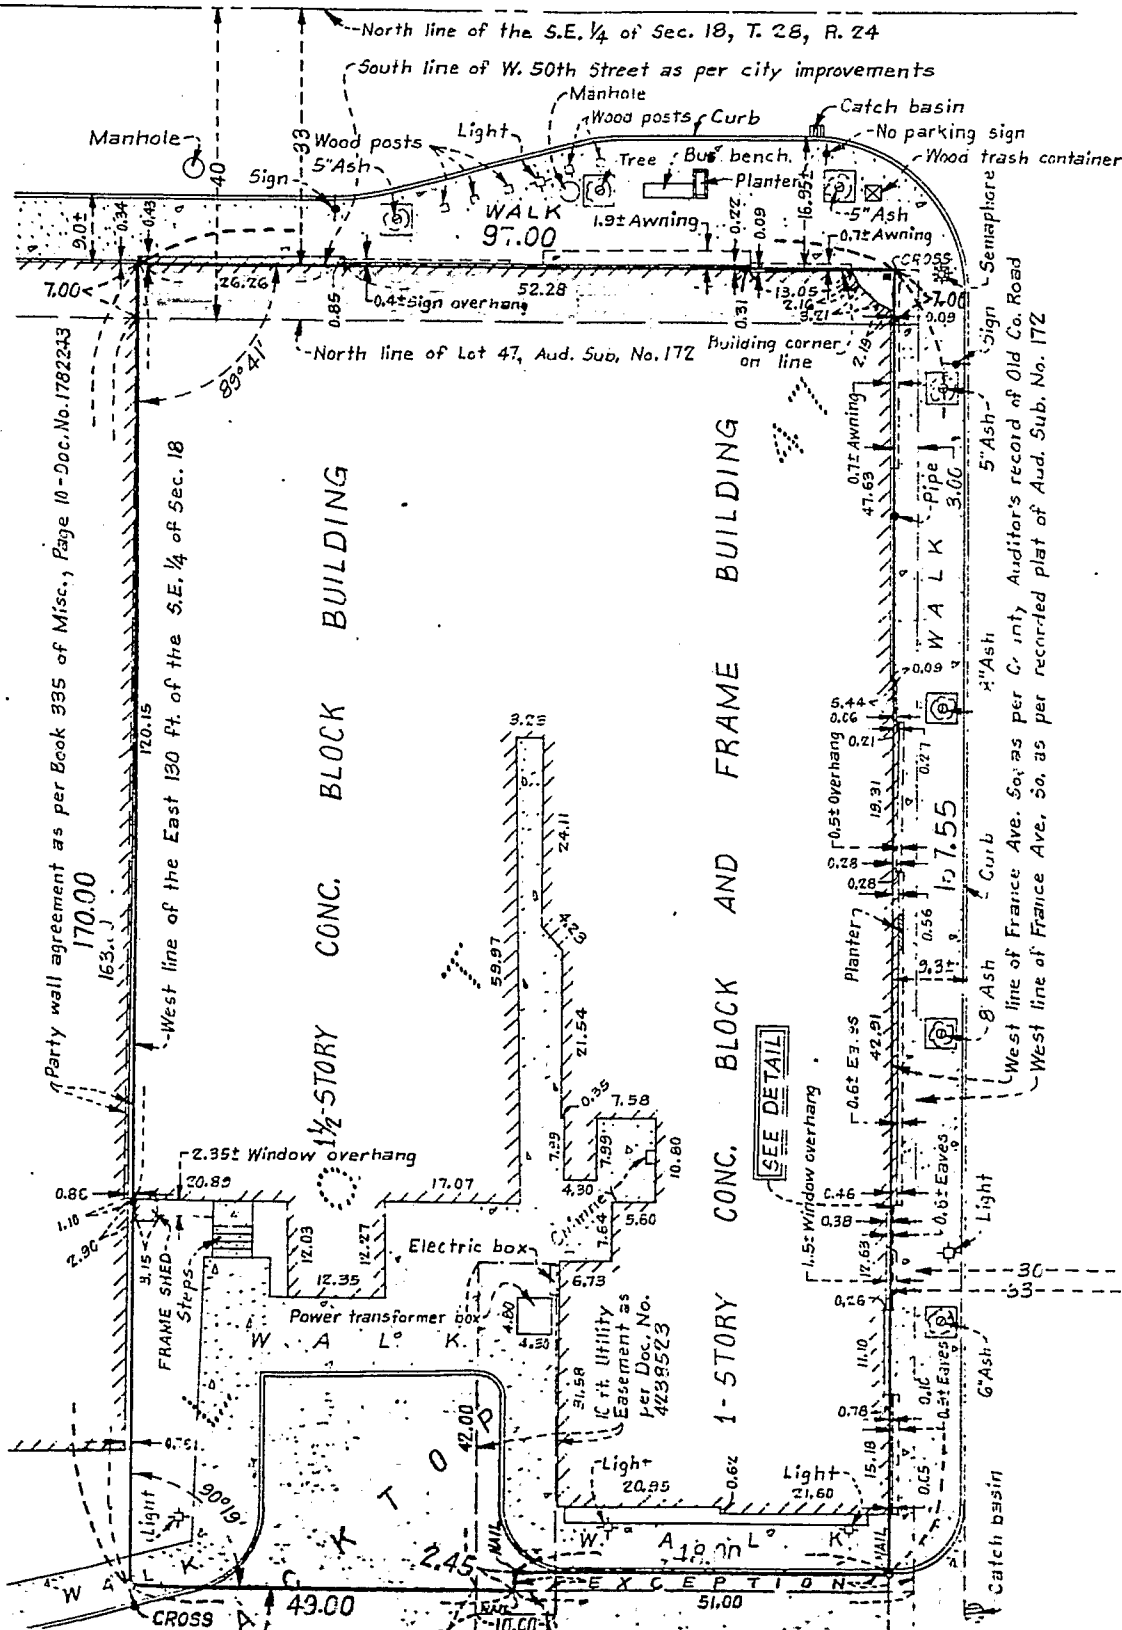 North line of the S.E. 1/4 of Sec. 18, T. 28, R. 24
South line of W. 50th Street as per city improvements
Manhole
Catch basin
Wood posts
Curb
No parking sign
Manhole
Wood posts
Light
5"Ash
Tree
Bus bench
Wood trash container
40
33
Sign
Planter
5"Ash
WALK
97.00
1.9± Awning
0.22
0.09
16.95±
0.7± Awning
CROSS
Semaphore
9.0±
0.34
0.43
7.00
26.26
0.85
0.4± Sign overhang
52.28
0.31
13.05
2.16
3.21
7.00
0.09
Sign
North line of Lot 47, Aud. Sub. No. 172
Building corner
on line
2.19
89°41'
47
Party wall agreement as per Book 335 of Misc., Page 10-Doc. No. 1782243
170.00
120.15
West line of the East 130 ft. of the S.E. 1/4 of Sec. 18
1½-STORY CONC. BLOCK BUILDING
1-STORY CONC. BLOCK AND FRAME BUILDING
0.7± Awning
47.63
Pipe
3.00
5"Ash
WALK
West line of France Ave. So. as per County Auditor's record of Old Co. Road
West line of France Ave. So. as per recorded plat of Aud. Sub. No. 172
0.09
5.44
0.06
0.21
0.27
0.5± Overhang
19.31
0.28
0.28
Curb
3.23
24.11
4.23
59.97
21.54
0.35
7.58
7.99
7.99
10.80
4.30
5.60
Chimney
7.64
6.73
Planter
0.56
9.31±
8" Ash
0.6± Eaves
42.91
SEE DETAIL
1.5± Window overhang
0.46
0.38
12.63
0.6± Eaves
Light
30
33
0.26
11.10
6"Ash
0.78
15.18
2.35± Window overhang
0.86
20.89
17.07
1.10
2.90
3.15
FRAME SHED
Steps
12.03
12.27
12.35
Electric box
Power transformer box
4.80
4.30
WALK
31.58
Utility
Easement as
per Doc. No.
4239523
42.00
Light
20.95
0.62
Light
21.60
90°19'
Light
WALK
WALK
2.45
NAIL
NAIL
EXCEPTION
CROSS
49.00
51.00
10.00
Catch basin